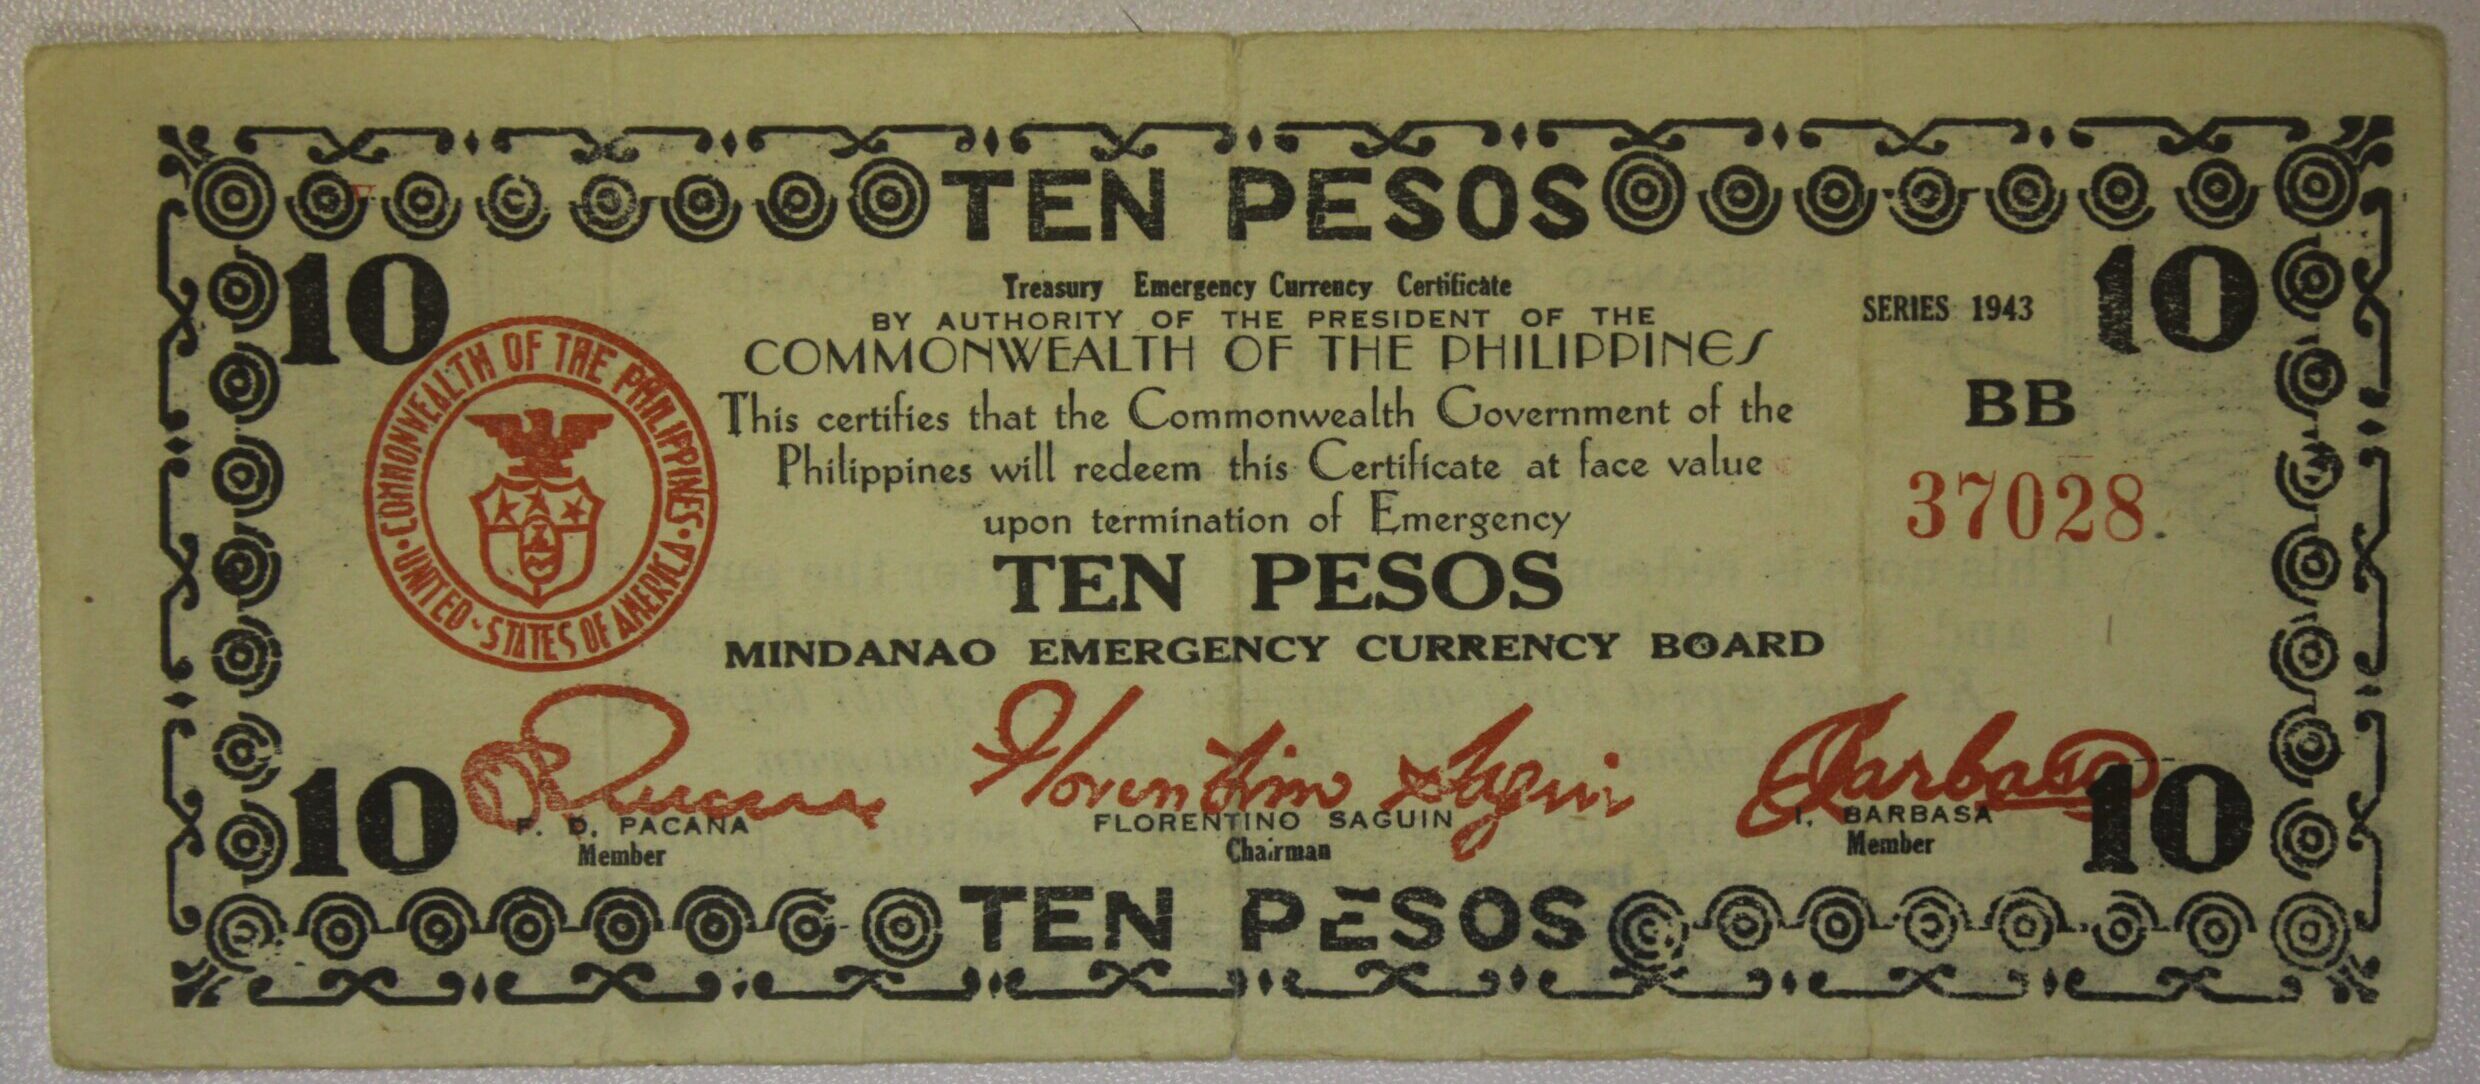 TEN PESOS
10
10
Treasury Emergency Currency Certificate
BY AUTHORITY OF THE PRESIDENT OF THE
COMMONWEALTH OF THE PHILIPPINES
SERIES 1943
This certifies that the Commonwealth Government of the
Philippines will redeem this Certificate at face value
upon termination of Emergency
BB
37028
COMMONWEALTH OF THE PHILIPPINES
UNITED STATES OF AMERICA
TEN PESOS
MINDANAO EMERGENCY CURRENCY BOARD
Florentino Saguin
Barbasa
F. D. PACANA
Member
FLORENTINO SAGUIN
Chairman
I. BARBASA
Member
10
10
TEN PESOS